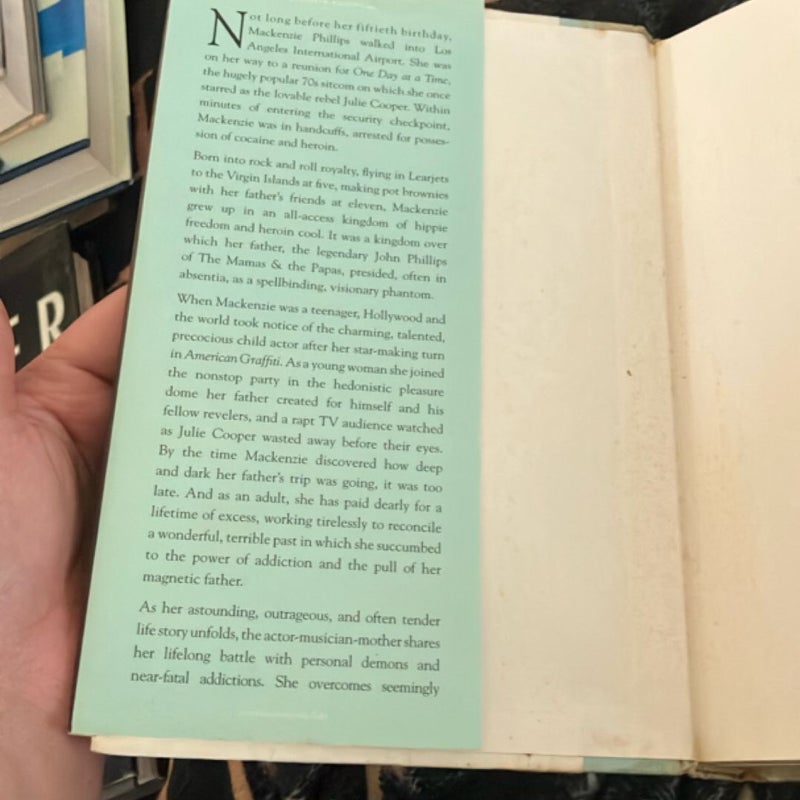 Not long before her fiftieth birthday,
Mackenzie Phillips walked into Los
Angeles International Airport. She was
on her way to a reunion for One Day at a Time,
the hugely popular 70s sitcom on which she once
starred as the lovable rebel Julie Cooper. Within
minutes of entering the security checkpoint,
Mackenzie was in handcuffs, arrested for posses-
sion of cocaine and heroin.
Born into rock and roll royalty, flying in Learjets
to the Virgin Islands at five, making pot brownies
with her father's friends at eleven, Mackenzie
grew up in an all-access kingdom of hippie
freedom and heroin cool. It was a kingdom over
which her father, the legendary John Phillips
of The Mamas & the Papas, presided, often in
absentia, as a spellbinding, visionary phantom.
When Mackenzie was a teenager, Hollywood and
the world took notice of the charming, talented,
precocious child actor after her star-making turn
in American Graffiti. As a young woman she joined
the nonstop party in the hedonistic pleasure
dome her father created for himself and his
fellow revelers, and a rapt TV audience watched
as Julie Cooper wasted away before their eyes.
By the time Mackenzie discovered how deep
and dark her father's trip was going, it was too
late. And as an adult, she has paid dearly for a
lifetime of excess, working tirelessly to reconcile
a wonderful, terrible past in which she succumbed
to the power of addiction and the pull of her
magnetic father.
As her astounding, outrageous, and often tender
life story unfolds, the actor-musician-mother shares
her lifelong battle with personal demons and
near-fatal addictions. She overcomes seemingly
ER